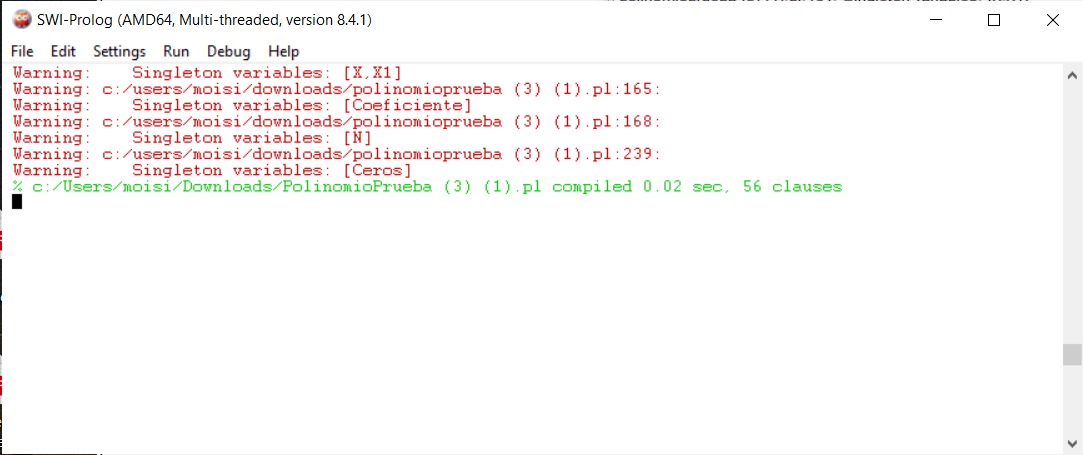 SWI-Prolog (AMD64, Multi-threaded, version 8.4.1)
File Edit Settings Run Debug Help
Warning:    Singleton variables: [X,X1]
Warning: c:/users/moisi/downloads/polinomioprueba (3) (1).pl:165:
Warning:    Singleton variables: [Coeficiente]
Warning: c:/users/moisi/downloads/polinomioprueba (3) (1).pl:168:
Warning:    Singleton variables: [N]
Warning: c:/users/moisi/downloads/polinomioprueba (3) (1).pl:239:
Warning:    Singleton variables: [Ceros]
% c:/Users/moisi/Downloads/PolinomioPrueba (3) (1).pl compiled 0.02 sec, 56 clauses